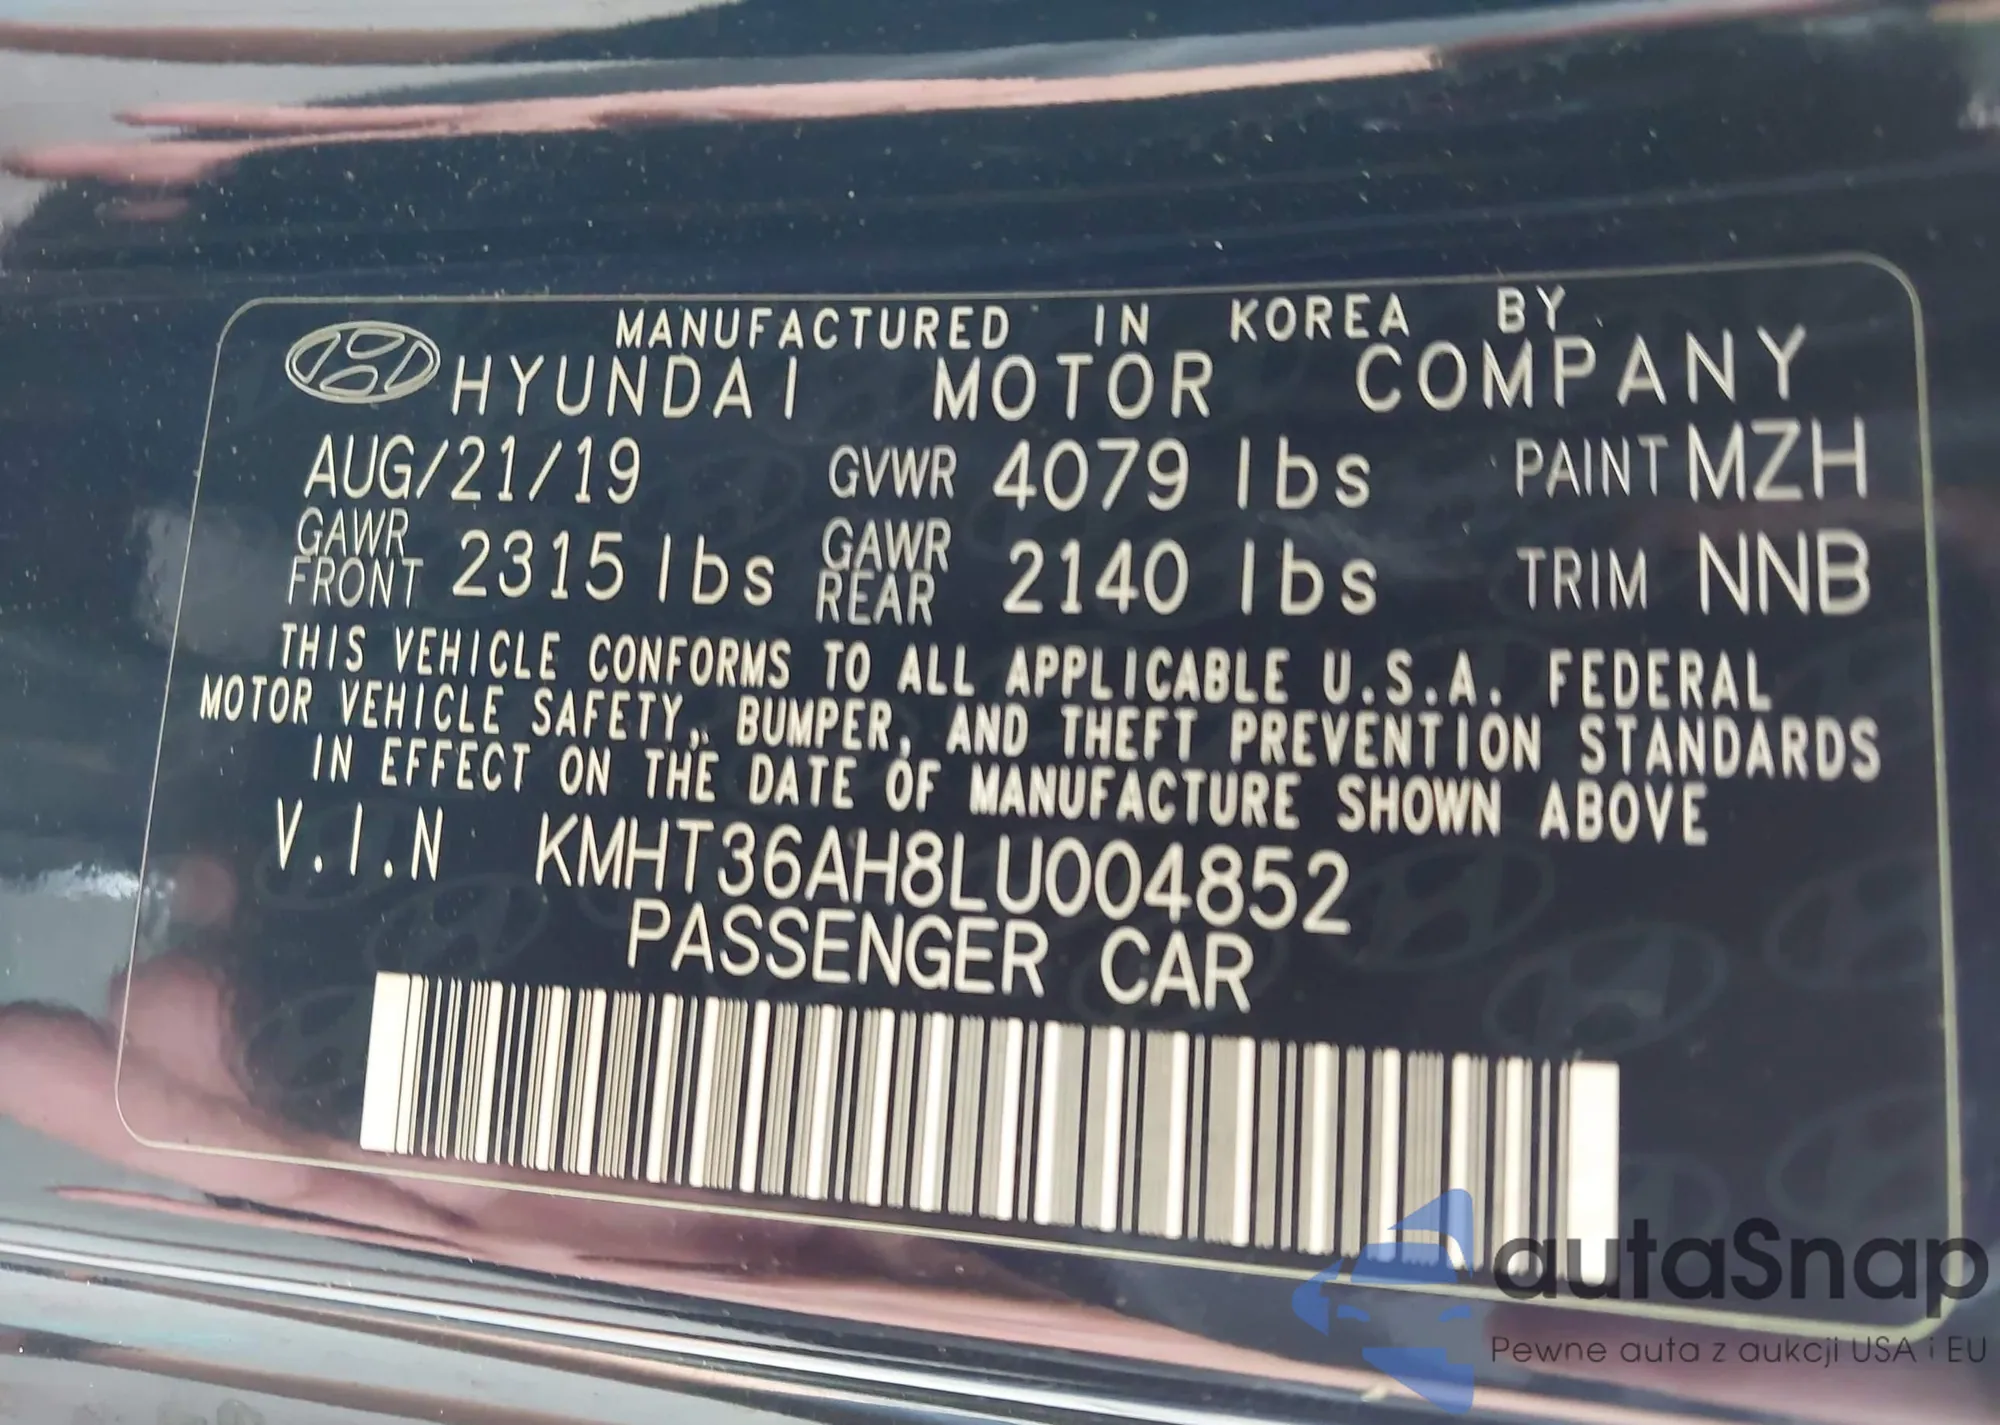 MANUFACTURED IN KOREA BY
HYUNDAI MOTOR COMPANY
AUG/21/19 GVWR 4079 lbs PAINT MZH
GAWR FRONT 2315 lbs GAWR REAR 2140 lbs TRIM NNB
THIS VEHICLE CONFORMS TO ALL APPLICABLE U.S.A. FEDERAL
MOTOR VEHICLE SAFETY, BUMPER, AND THEFT PREVENTION STANDARDS
IN EFFECT ON THE DATE OF MANUFACTURE SHOWN ABOVE
V.I.N KMHT36AH8LU004852
PASSENGER CAR
autaSnap
Pewne auta z aukcji USA i EU